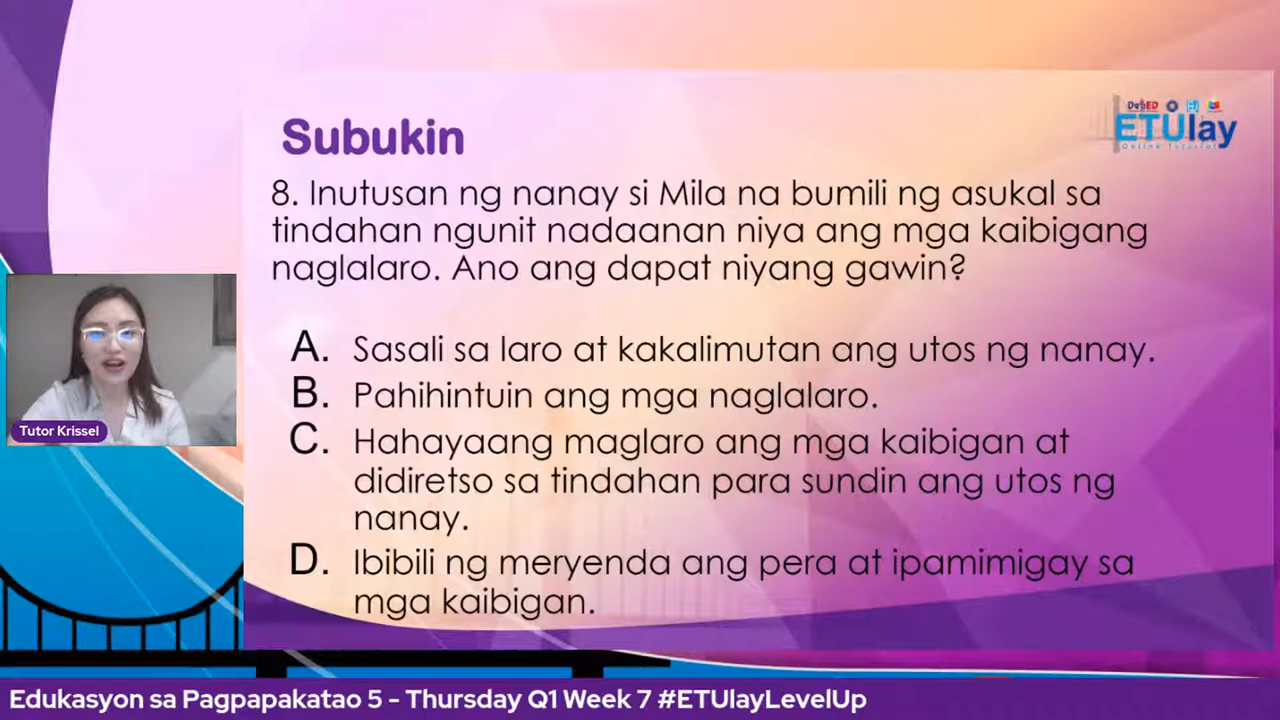 DepED
ETUlay
Online Tutorial
Subukin
8. Inutusan ng nanay si Mila na bumili ng asukal sa
tindahan ngunit nadaanan niya ang mga kaibigang
naglalaro. Ano ang dapat niyang gawin?
A. Sasali sa laro at kakalimutan ang utos ng nanay.
B. Pahihintuin ang mga naglalaro.
C. Hahayaang maglaro ang mga kaibigan at
didiretso sa tindahan para sundin ang utos ng
nanay.
D. Ibibili ng meryenda ang pera at ipamimigay sa
mga kaibigan.
Tutor Krissel
Edukasyon sa Pagpapakatao 5 - Thursday Q1 Week 7 #ETUlayLevelUp